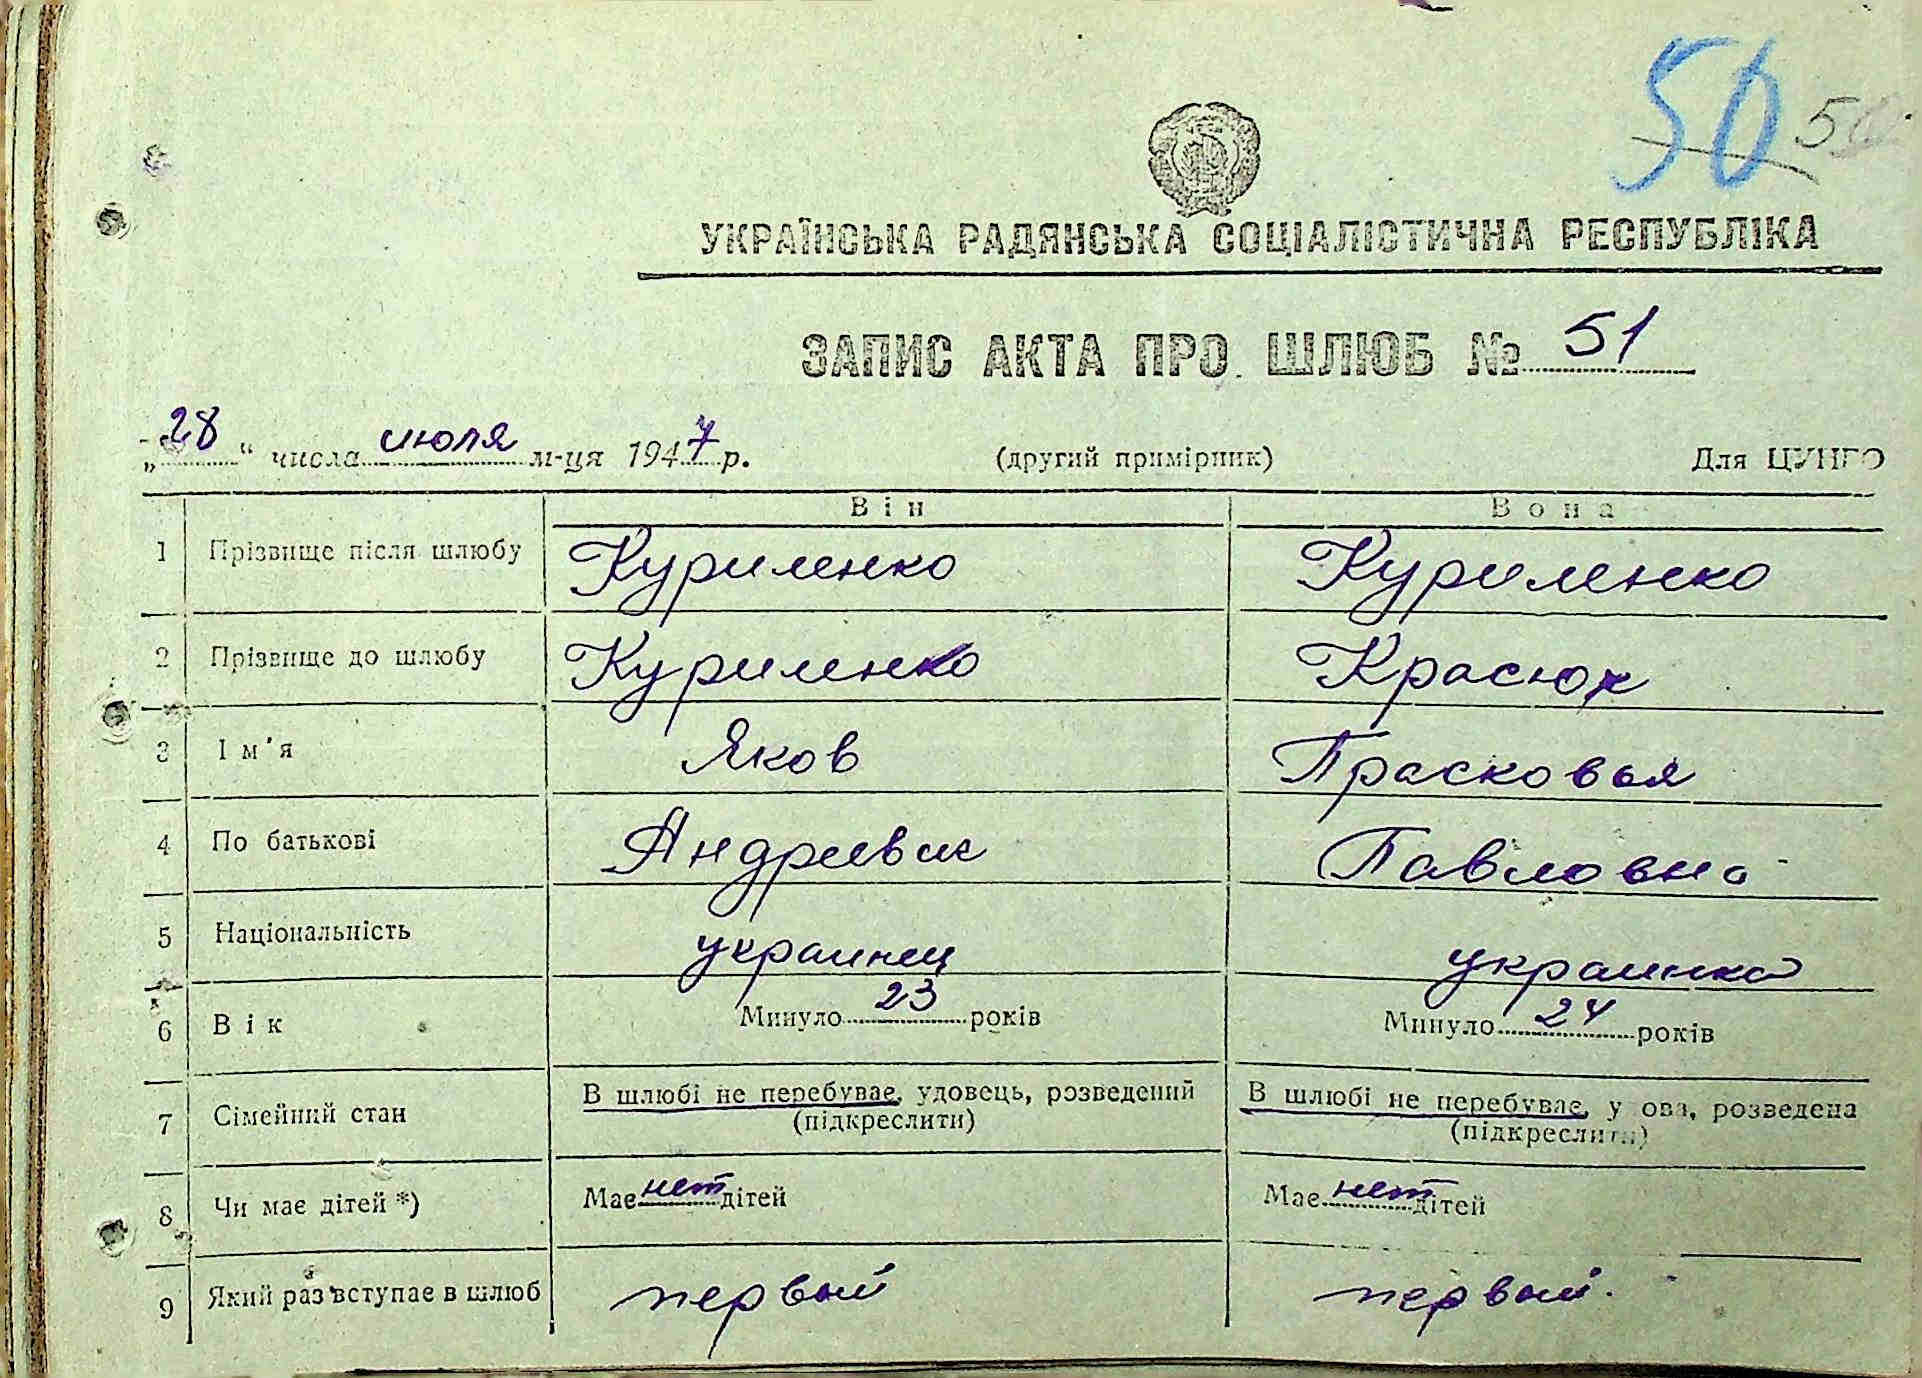 50 50
УКРАЇНСЬКА РАДЯНСЬКА СОЦІАЛІСТИЧНА РЕСПУБЛІКА
ЗАПИС АКТА ПРО ШЛЮБ № 51
„28“ числа июля м-ця 1947 р. (другий примірник) Для ЦУНГО
Він Вона
1 Прізвище після шлюбу Куриленко Куриленко
2 Прізвище до шлюбу Куриленко Красюк
3 Ім'я Яков Прасковья
4 По батькові Андриевич Павловна
5 Національність украинец украинка
6 Вік Минуло 23 років Минуло 24 років
7 Сімейний стан В шлюбі не перебуває, удовець, розведений В шлюбі не перебуває, у ова, розведена
(підкреслити) (підкреслити)
8 Чи має дітей *) Має нет дітей Має нет дітей
9 Який раз вступає в шлюб первый первый.